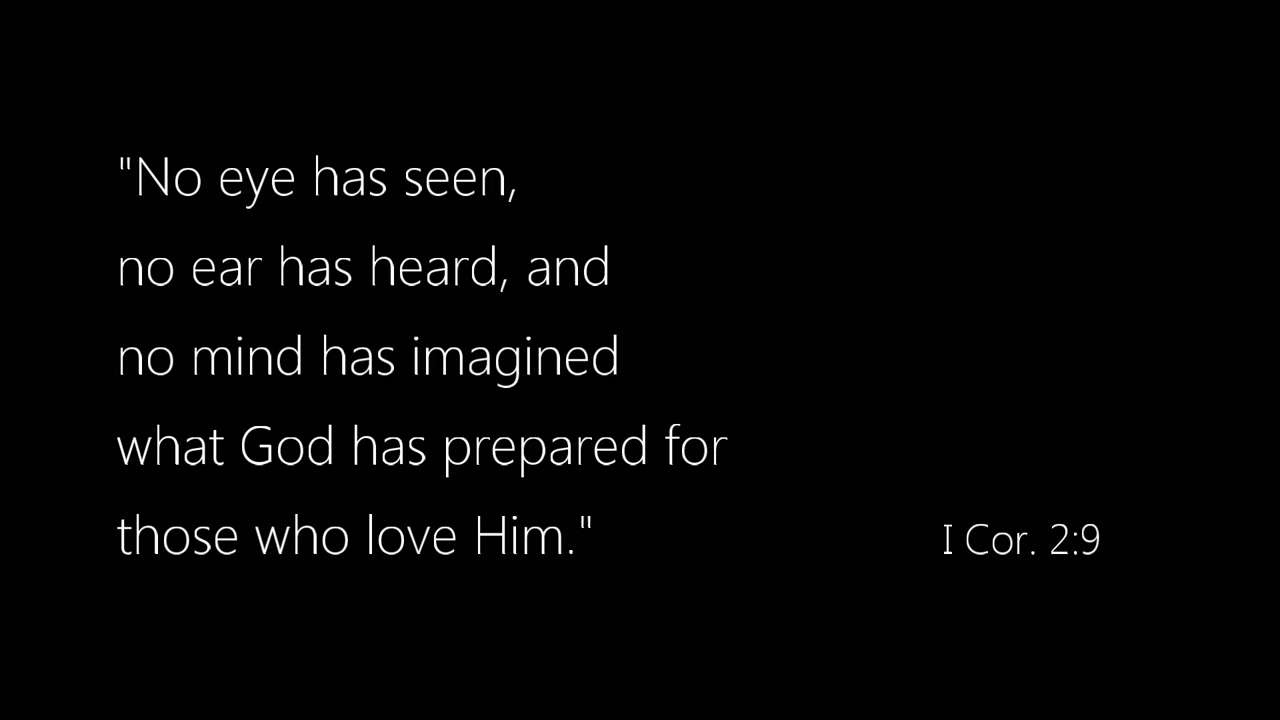 "No eye has seen,
no ear has heard, and
no mind has imagined
what God has prepared for
those who love Him."
I Cor. 2:9